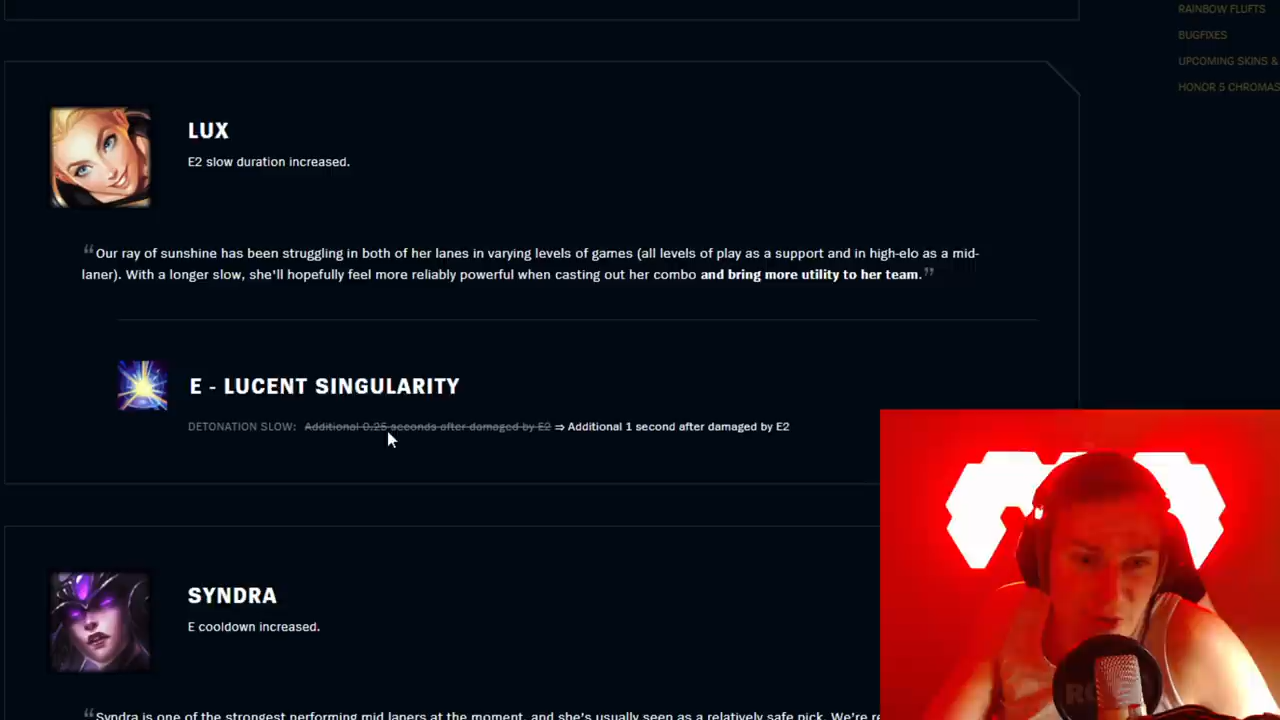 RAINBOW FLUFTS
BUGFIXES
UPCOMING SKINS &
HONOR 5 CHROMAS
LUX
E2 slow duration increased.
“Our ray of sunshine has been struggling in both of her lanes in varying levels of games (all levels of play as a support and in high-elo as a mid-
laner). With a longer slow, she'll hopefully feel more reliably powerful when casting out her combo and bring more utility to her team.”
E - LUCENT SINGULARITY
DETONATION SLOW: Additional 0.25 seconds after damaged by E2 ⇒ Additional 1 second after damaged by E2
SYNDRA
E cooldown increased.
“Syndra is one of the strongest performing mid laners at the moment, and she's usually seen as a relatively safe pick. We're re